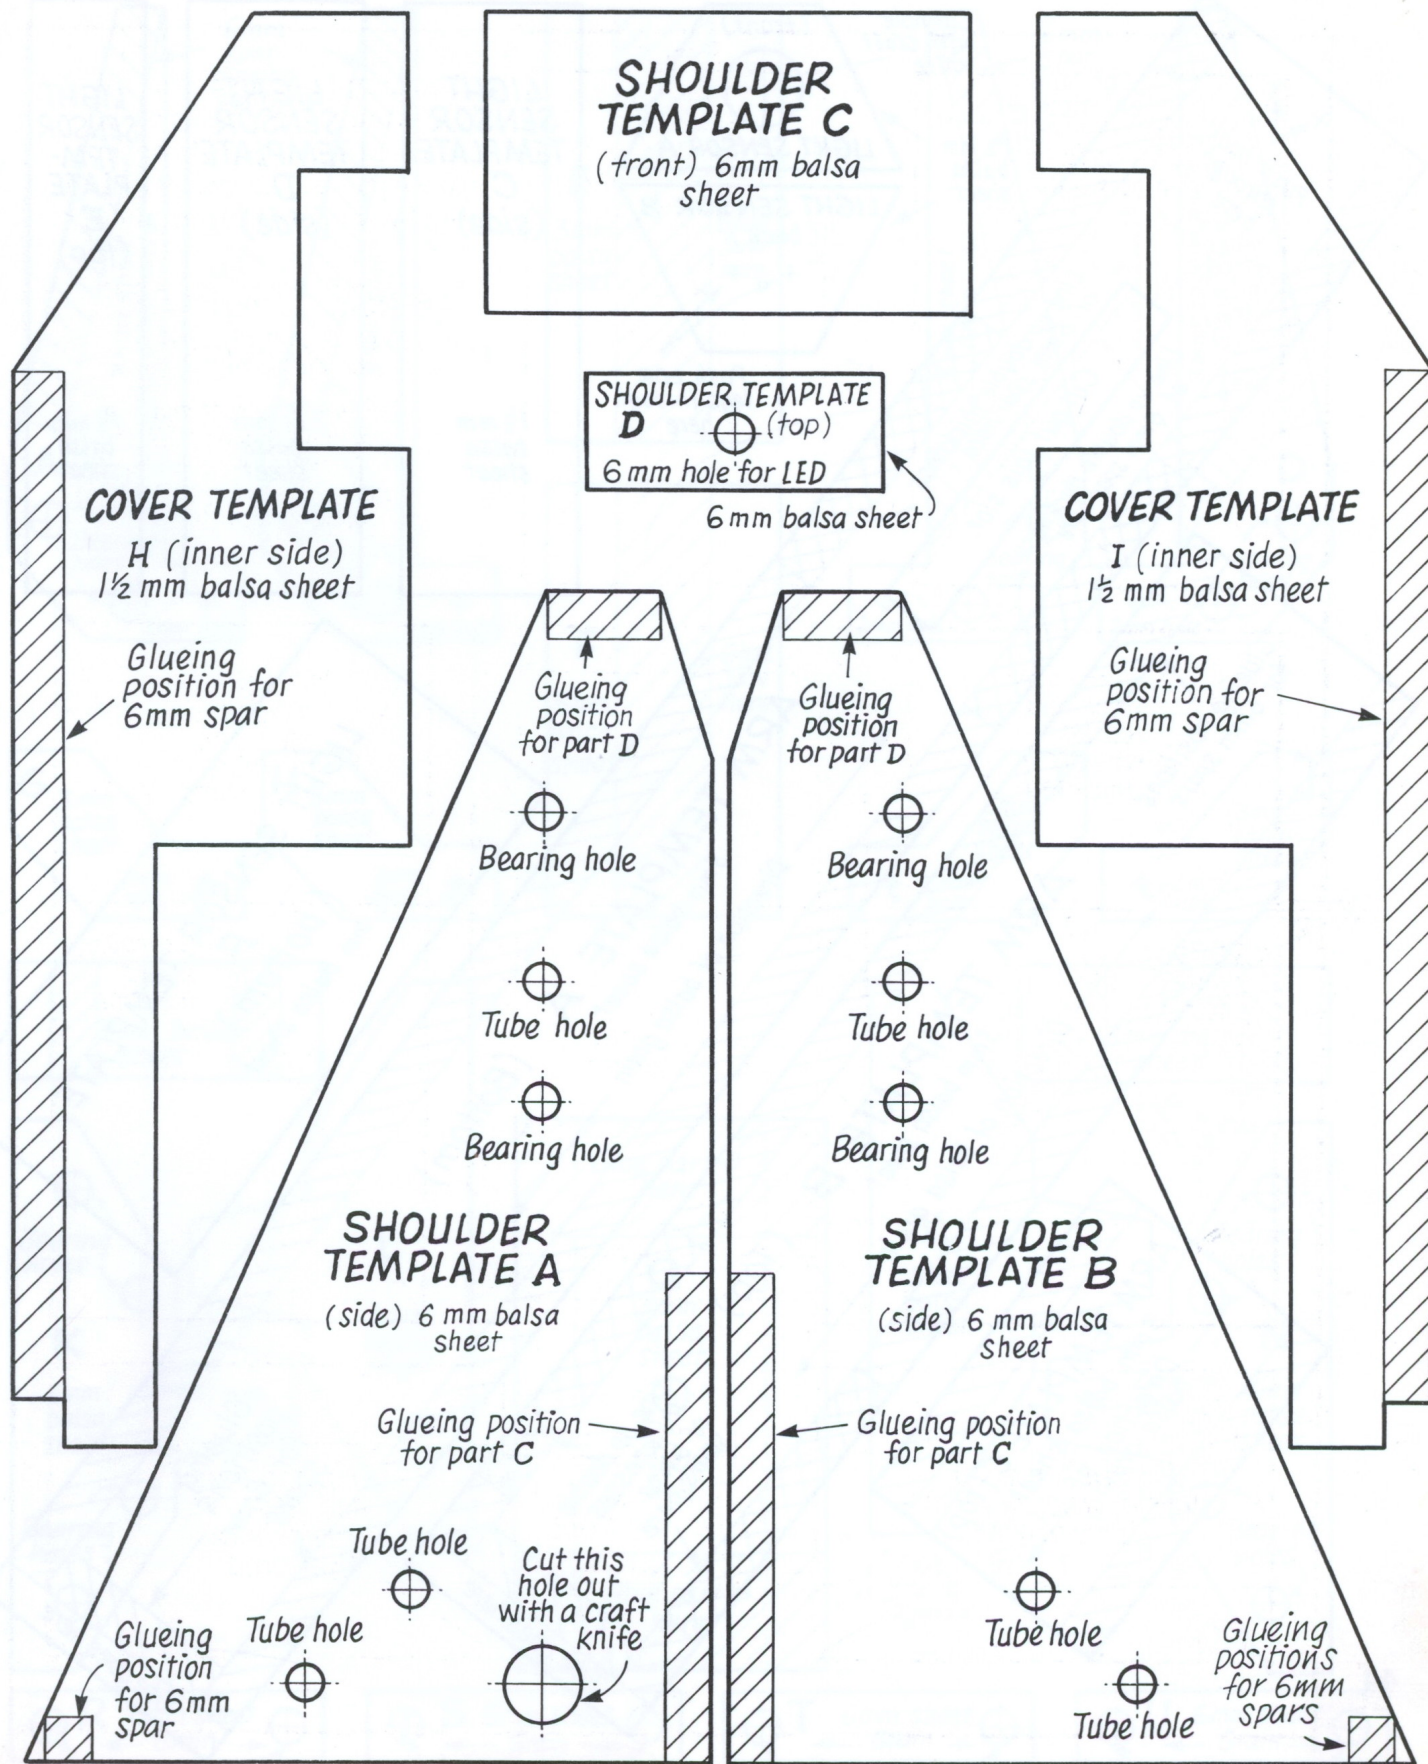 SHOULDER
TEMPLATE C
(front) 6mm balsa
sheet
SHOULDER TEMPLATE
D (top)
6mm hole for LED
6mm balsa sheet
COVER TEMPLATE
H (inner side)
1½ mm balsa sheet
Glueing
position for
6mm spar
COVER TEMPLATE
I (inner side)
1½ mm balsa sheet
Glueing
position for
6mm spar
Glueing
position
for part D
Bearing hole
Tube hole
Bearing hole
SHOULDER
TEMPLATE A
(side) 6 mm balsa
sheet
Glueing position
for part C
Tube hole
Cut this
hole out
with a craft
knife
Tube hole
Glueing
position
for 6mm
spar
Glueing
position
for part D
Bearing hole
Tube hole
Bearing hole
SHOULDER
TEMPLATE B
(side) 6 mm balsa
sheet
Glueing position
for part C
Tube hole
Tube hole
Glueing
positions
for 6mm
spars